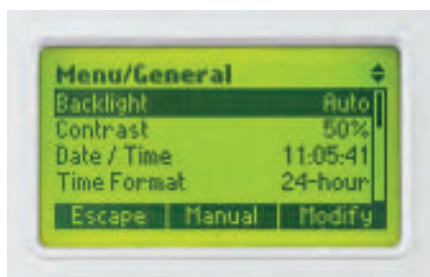 Menu/General
Backlight Auto
Contrast 50%
Date / Time 11:05:41
Time Format 24-hour
Escape Manual Modify